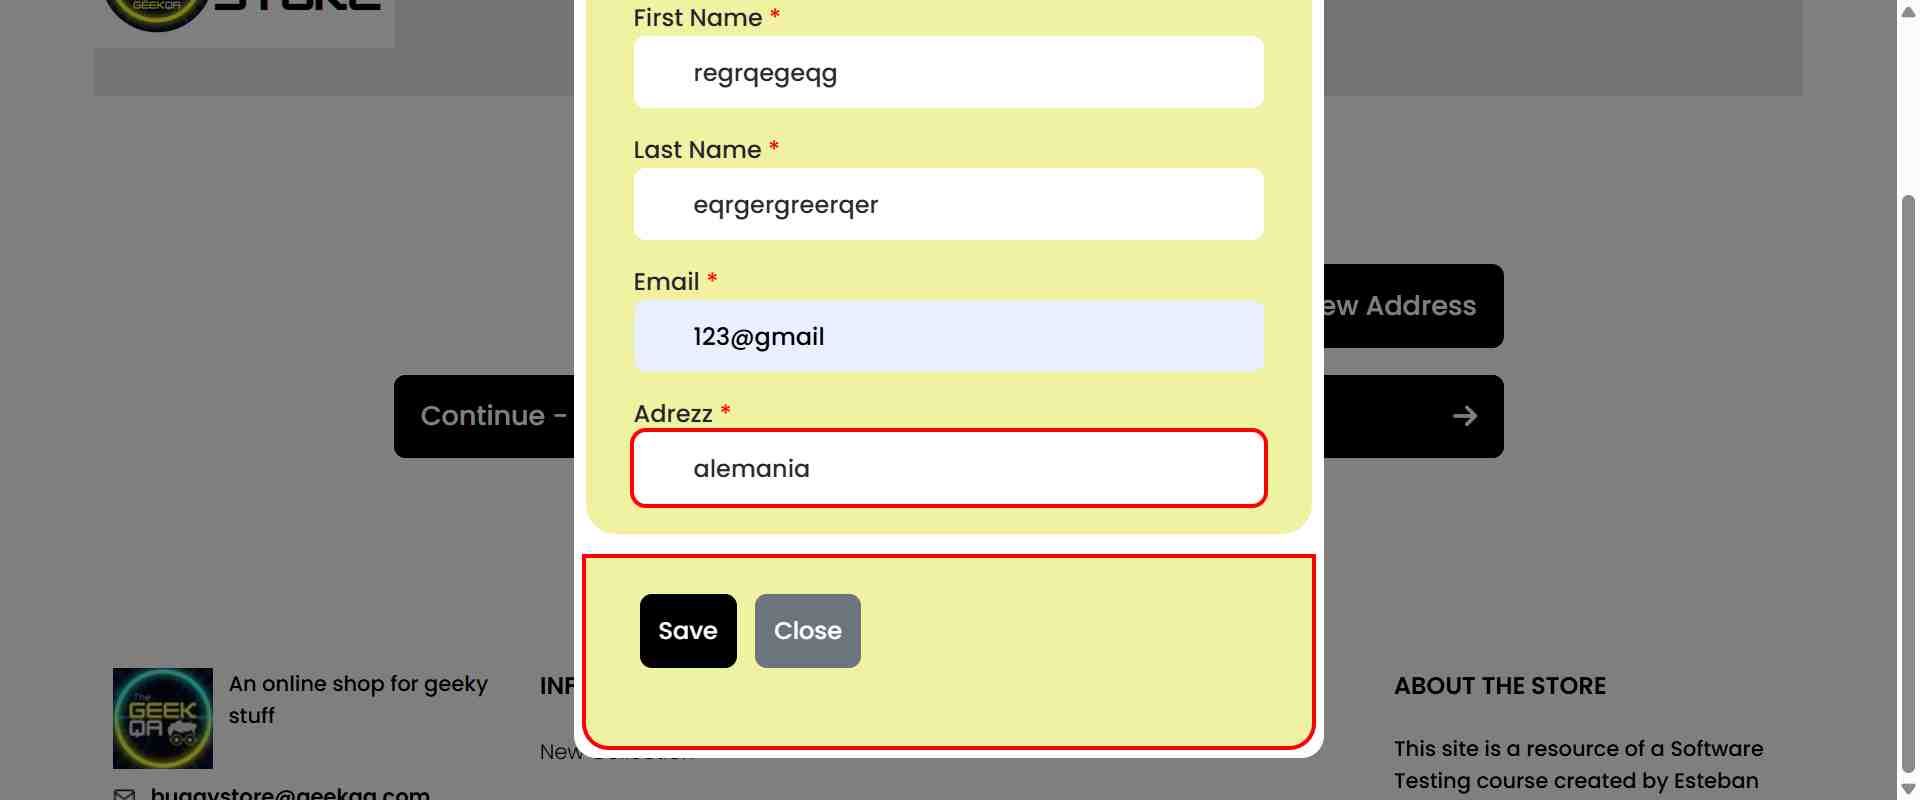 GEEKQA
STORE
First Name *
regrqegeqg
Last Name *
eqrgergreerqer
Email *
123@gmail
ew Address
Continue -
Adrezz *
alemania
Save
Close
The
GEEK
QA
An online shop for geeky
stuff
INF
New Collection
ABOUT THE STORE
This site is a resource of a Software
Testing course created by Esteban
buggystore@geekqa.com